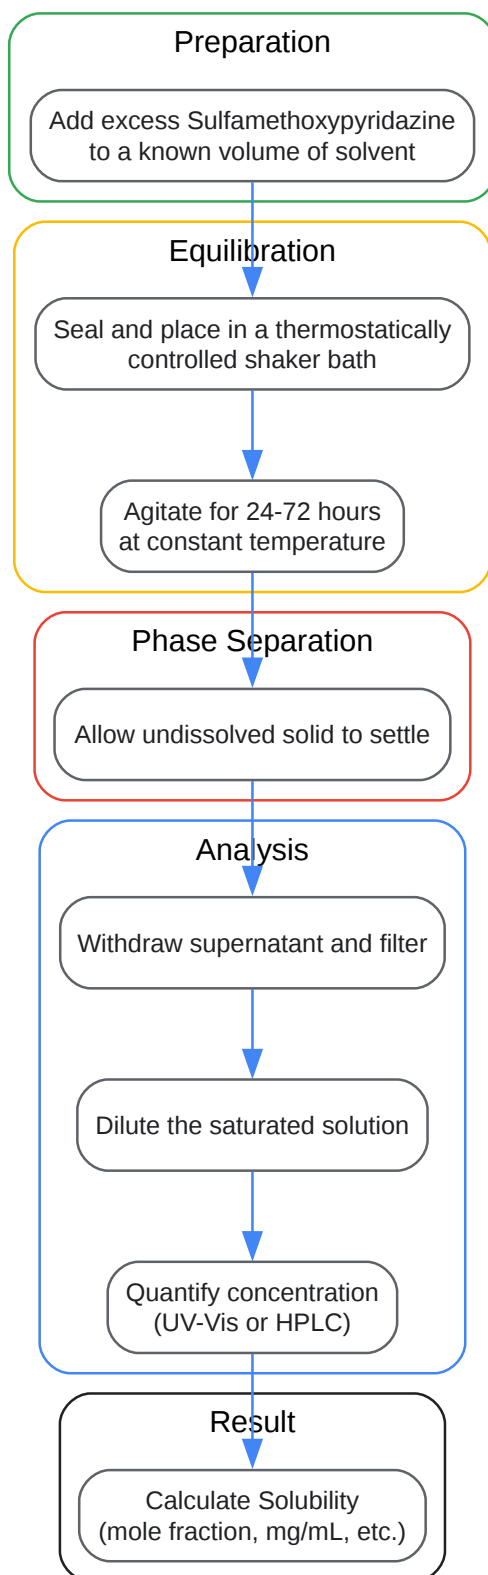 Preparation
Add excess Sulfamethoxypyridazine
to a known volume of solvent
Equilibration
Seal and place in a thermostatically
controlled shaker bath
Agitate for 24-72 hours
at constant temperature
Phase Separation
Allow undissolved solid to settle
Analysis
Withdraw supernatant and filter
Dilute the saturated solution
Quantify concentration
(UV-Vis or HPLC)
Result
Calculate Solubility
(mole fraction, mg/mL, etc.)